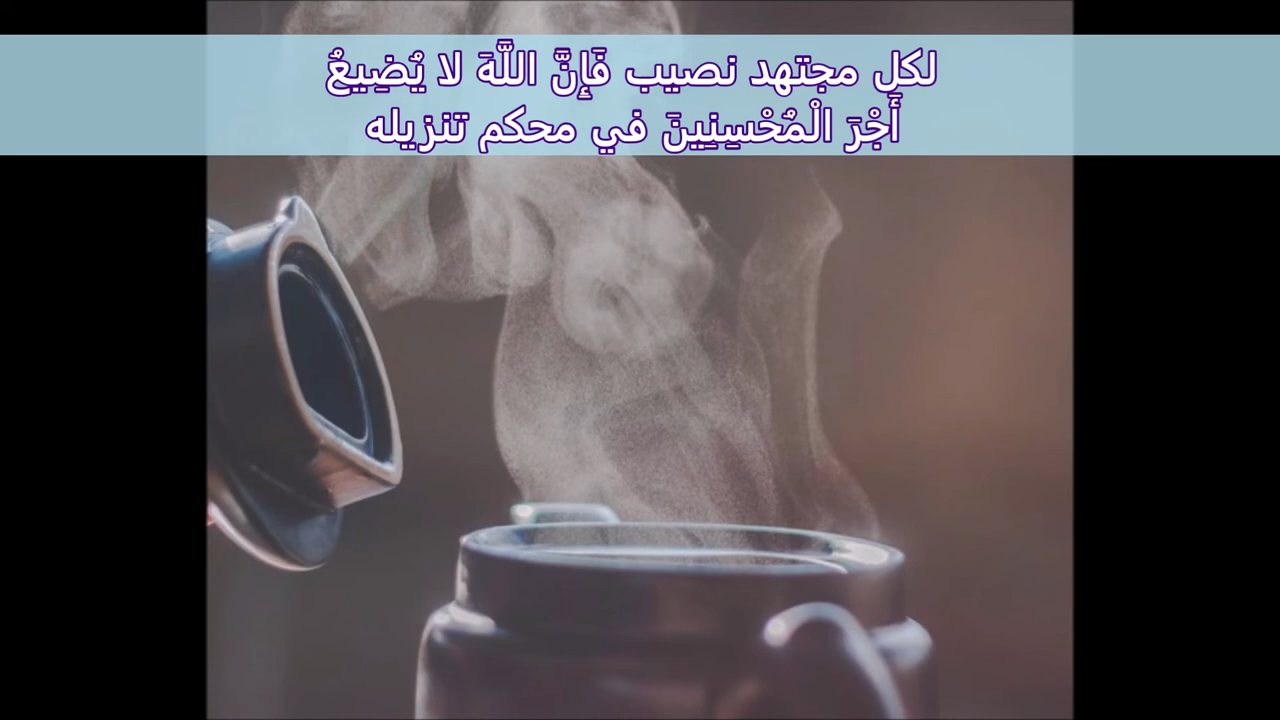 لكل مجتهد نصيب فَإِنَّ اللَّهَ لا يُضِيعُ
أَجْرَ الْمُحْسِنِينَ في محكم تنزيله